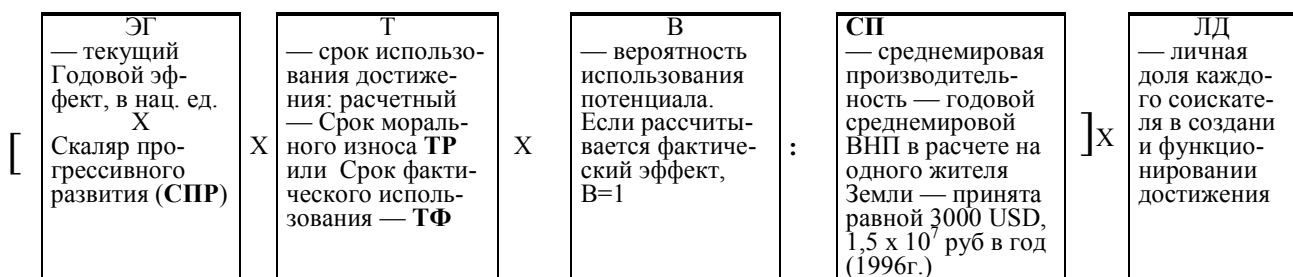 [
ЭГ
— текущий
Годовой эф-
фект, в нац. ед.
Х
Скаляр про-
грессивного
развития (СПР)
Х
Т
— срок использо-
вания достиже-
ния: расчетный
— Срок мораль-
ного износа ТР
или Срок факти-
ческого исполь-
зования — ТФ
Х
В
— вероятность
использования
потенциала.
Если рассчиты-
вается фактиче-
ский эффект,
В=1
:
СП
— среднемировая
производитель-
ность — годовой
среднемировой
ВНП в расчете на
одного жителя
Земли — принята
равной 3000 USD,
1,5 х 10⁷ руб в год
(1996г.)
]Х
ЛД
— личная
доля каждо-
го соискате-
ля в создани
и функцио-
нировании
достижения